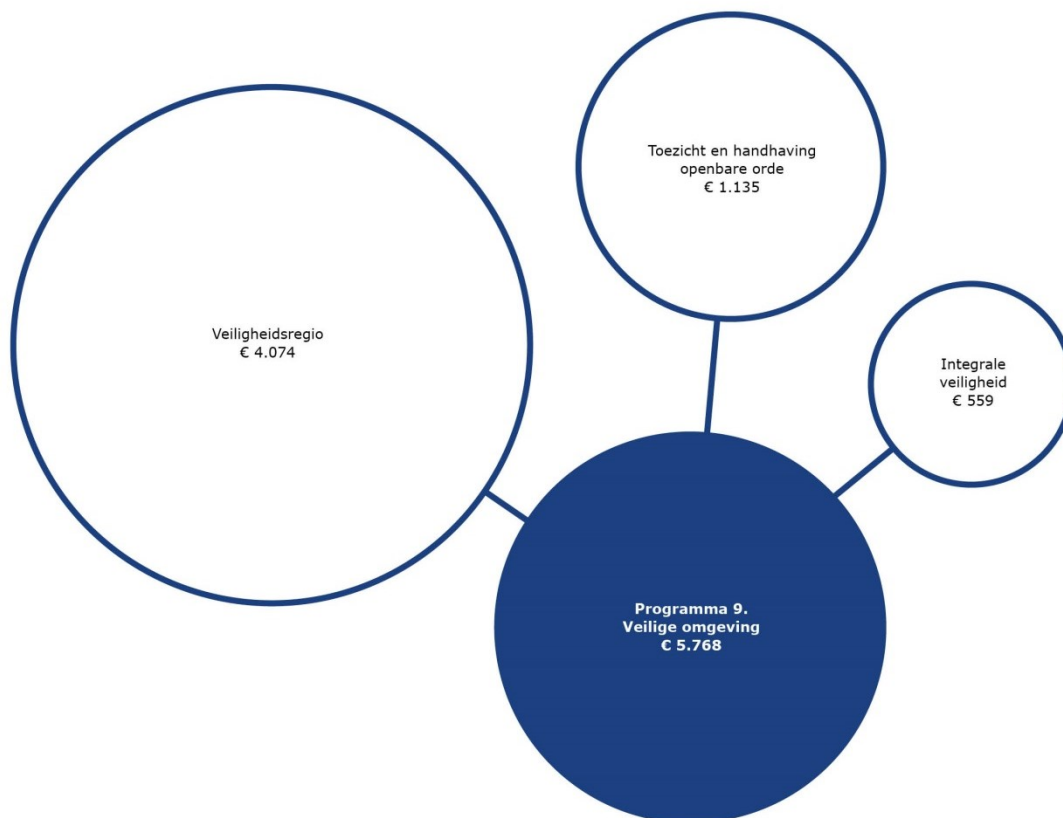 Toezicht en handhaving
openbare orde
€ 1.135
Veiligheidsregio
€ 4.074
Integrale
veiligheid
€ 559
Programma 9.
Veilige omgeving
€ 5.768